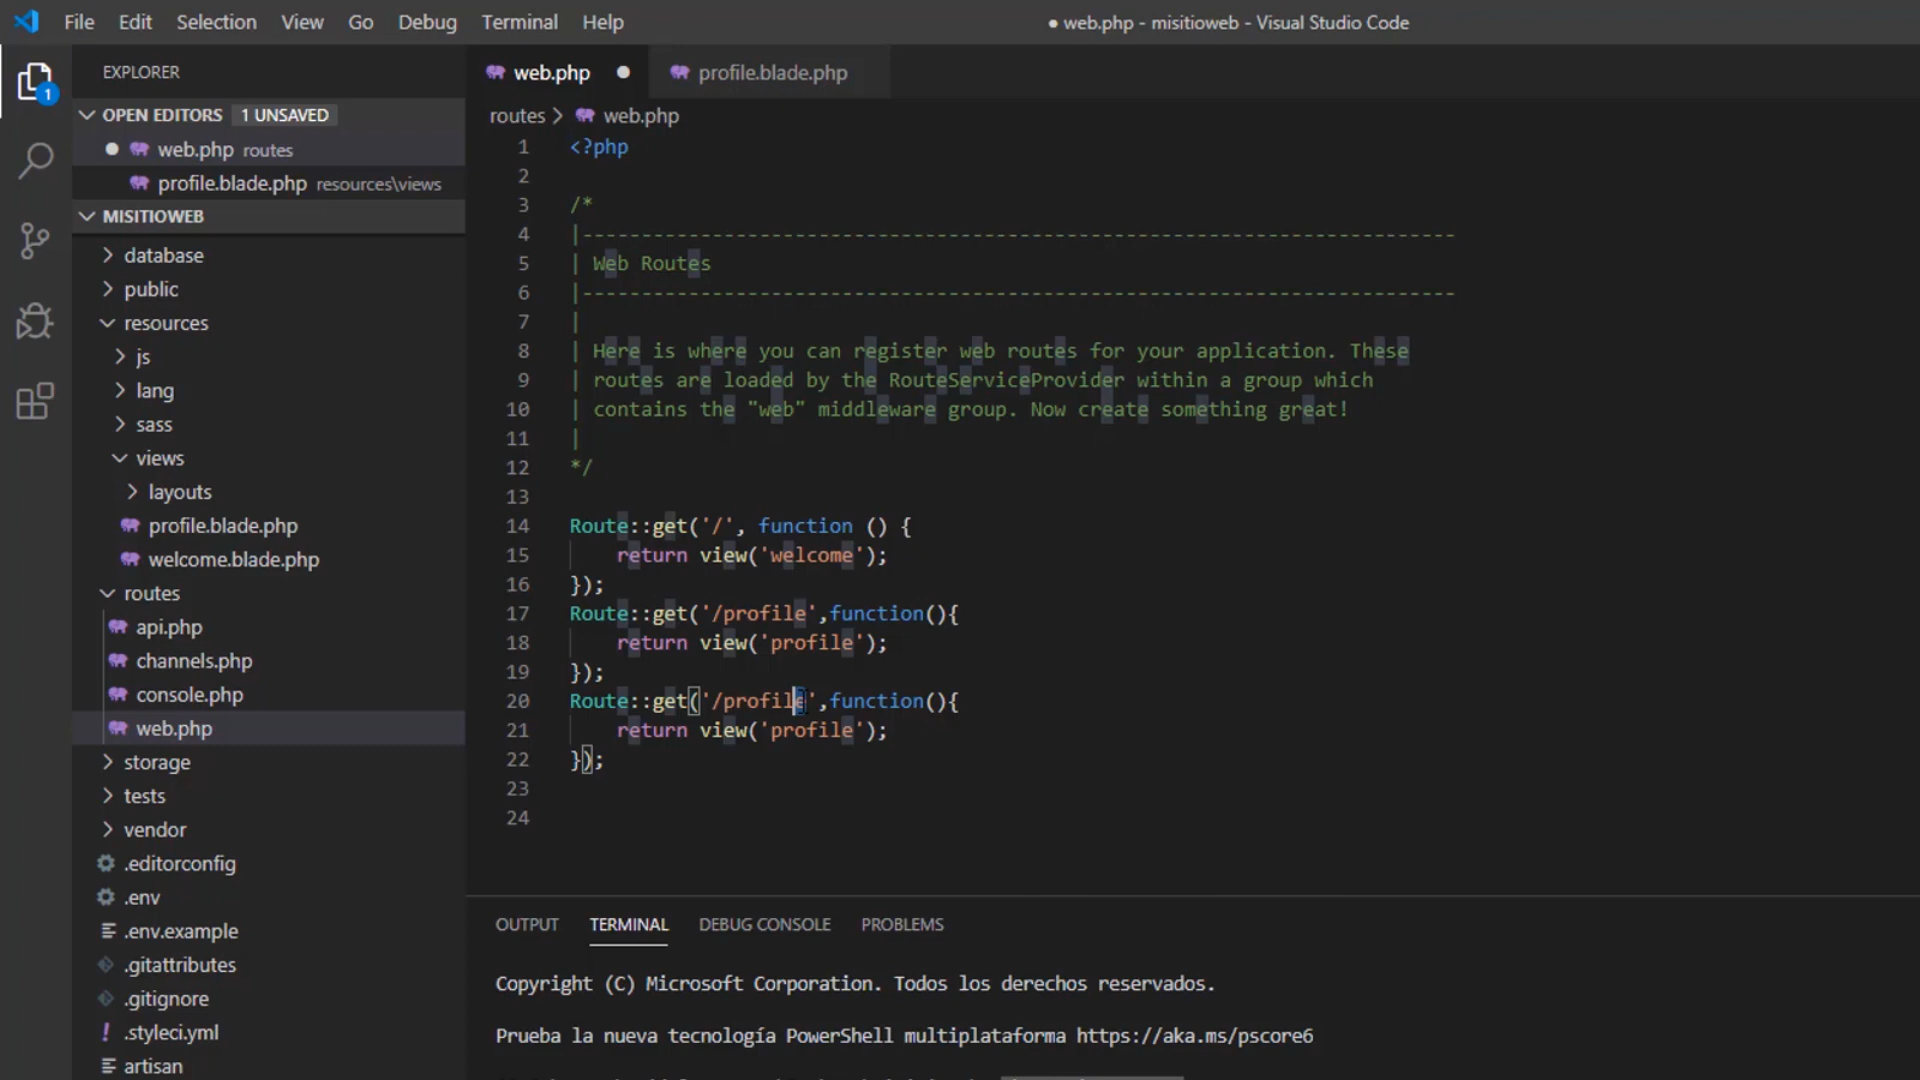 File Edit Selection View Go Debug Terminal Help ● web.php - misitioweb - Visual Studio Code
EXPLORER
1
OPEN EDITORS 1 UNSAVED
web.php routes
profile.blade.php resources\views
MISITIOWEB
database
public
resources
js
lang
sass
views
layouts
profile.blade.php
welcome.blade.php
routes
api.php
channels.php
console.php
web.php
storage
tests
vendor
.editorconfig
.env
.env.example
.gitattributes
.gitignore
.styleci.yml
artisan
web.php ● profile.blade.php
routes > web.php
1 <?php
2
3 /*
4 |--------------------------------------------------------------------------
5 | Web Routes
6 |--------------------------------------------------------------------------
7 |
8 | Here is where you can register web routes for your application. These
9 | routes are loaded by the RouteServiceProvider within a group which
10 | contains the "web" middleware group. Now create something great!
11 |
12 */
13
14 Route::get('/', function () {
15     return view('welcome');
16 });
17 Route::get('/profile',function(){
18     return view('profile');
19 });
20 Route::get('/profile',function(){
21     return view('profile');
22 });
23
24
OUTPUT TERMINAL DEBUG CONSOLE PROBLEMS
Copyright (C) Microsoft Corporation. Todos los derechos reservados.
Prueba la nueva tecnología PowerShell multiplataforma https://aka.ms/pscore6